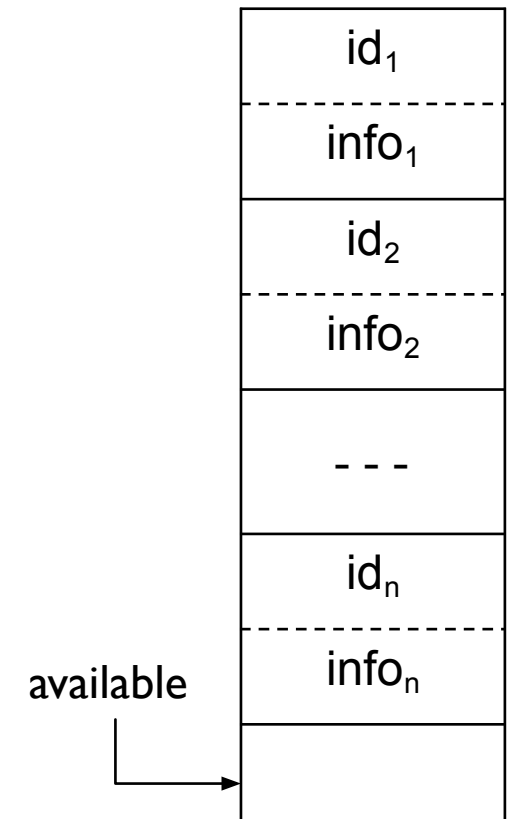 id₁
info₁
id₂
info₂
- - -
idₙ
infoₙ
available